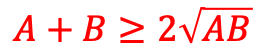 A + B ≥ 2√AB